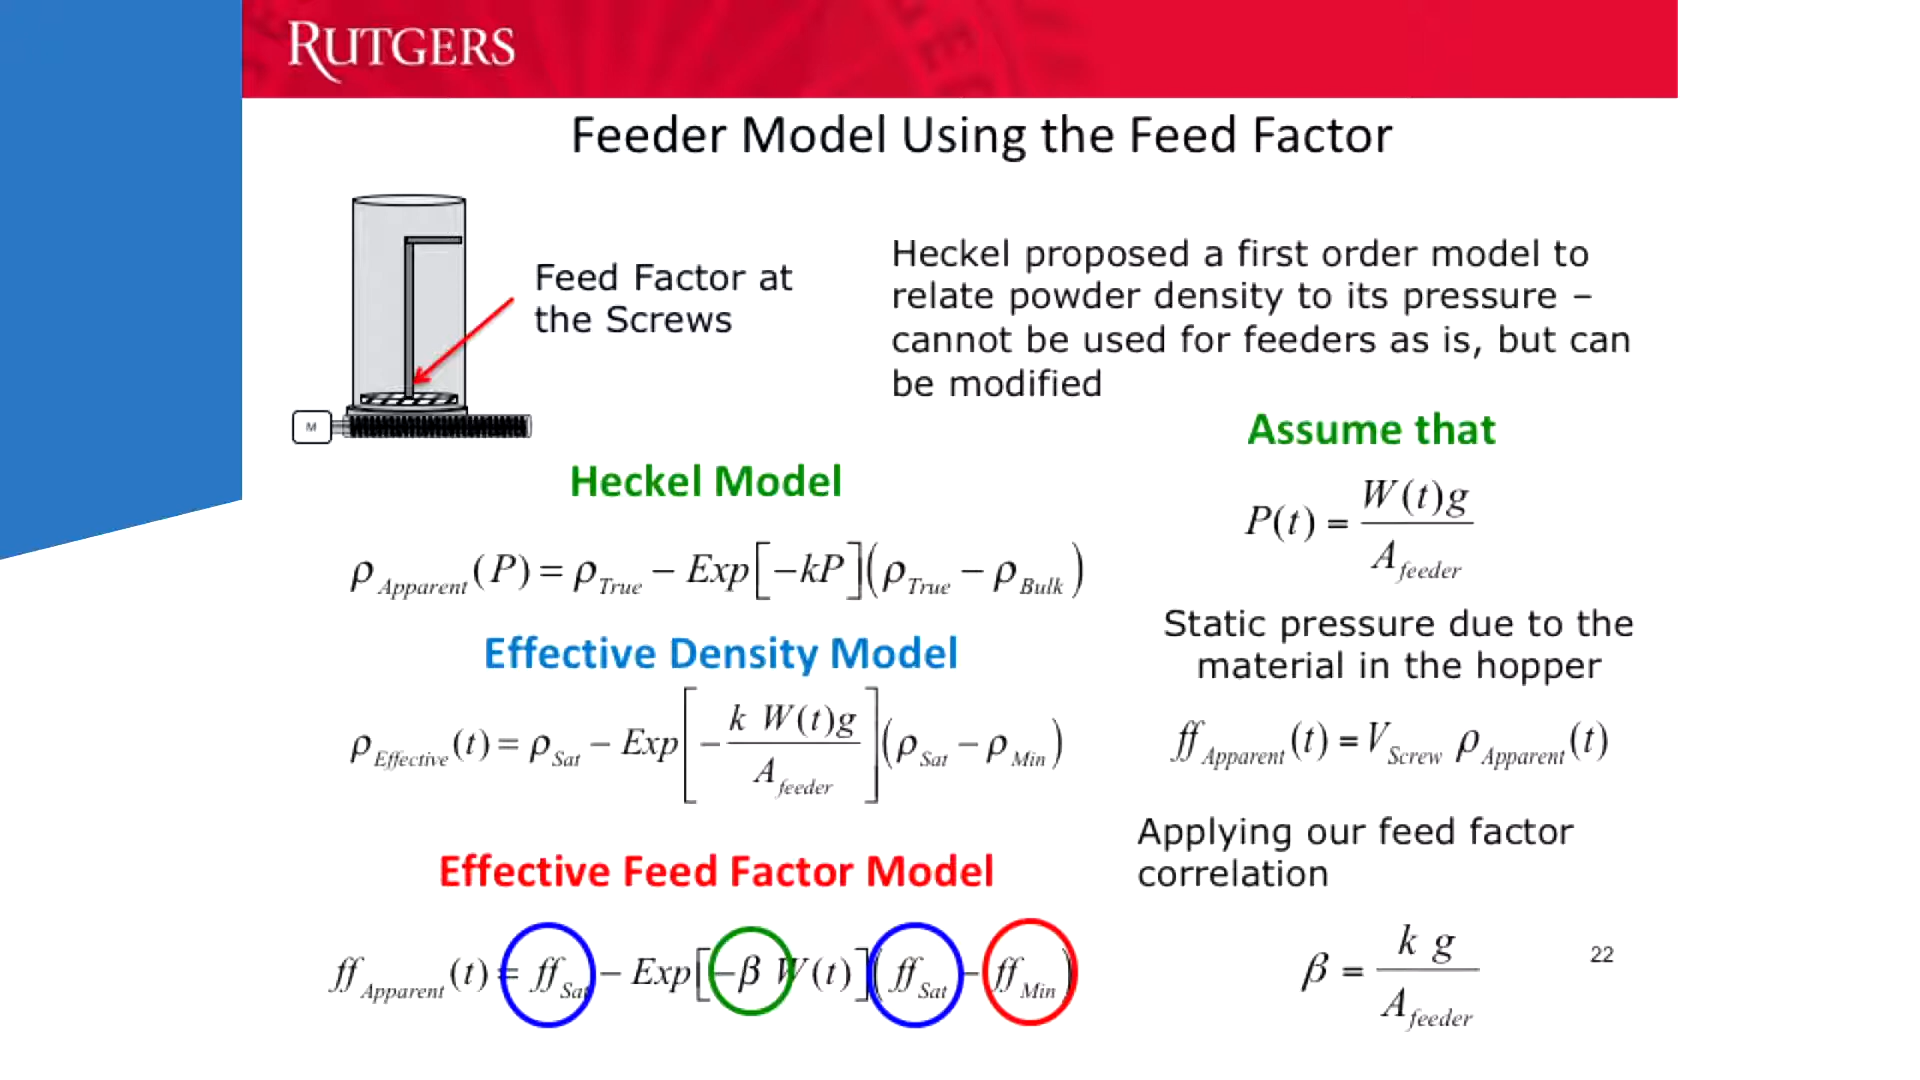 RUTGERS
Feeder Model Using the Feed Factor
Feed Factor at
the Screws
M
Heckel proposed a first order model to
relate powder density to its pressure –
cannot be used for feeders as is, but can
be modified
Heckel Model
ρ_Apparent (P) = ρ_True − Exp[−kP](ρ_True − ρ_Bulk)
Effective Density Model
ρ_Effective (t) = ρ_Sat − Exp[−(k W(t)g)/(A_feeder)](ρ_Sat − ρ_Min)
Effective Feed Factor Model
ff_Apparent (t) = ff_Sat − Exp[−β W(t)](ff_Sat − ff_Min)
Assume that
P(t) = (W(t)g)/(A_feeder)
Static pressure due to the
material in the hopper
ff_Apparent (t) = V_Screw ρ_Apparent (t)
Applying our feed factor
correlation
β = (k g)/(A_feeder)
22